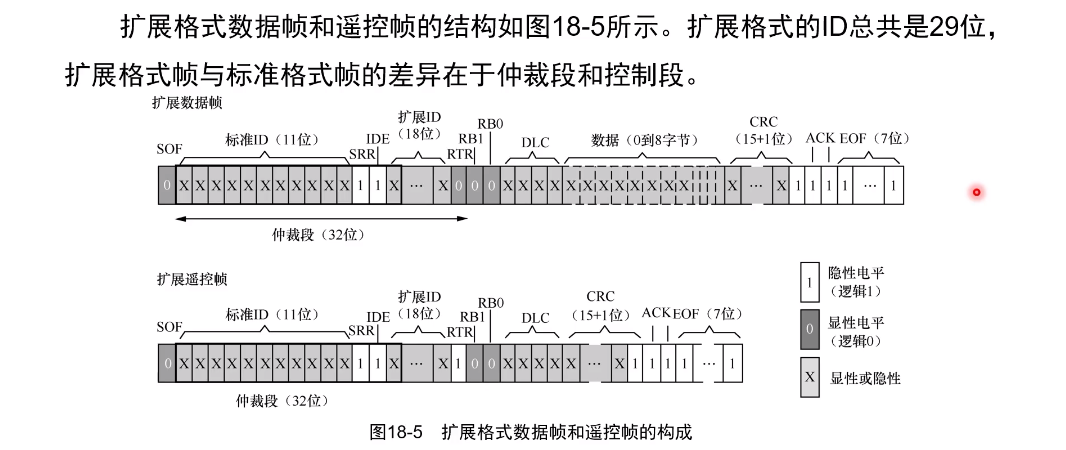 扩展格式数据帧和遥控帧的结构如图18-5所示。扩展格式的ID总共是29位，
扩展格式帧与标准格式帧的差异在于仲裁段和控制段。
扩展数据帧
SOF 标准ID（11位） SRR IDE 扩展ID（18位） RTR RB1 RB0 DLC 数据（0到8字节） CRC（15+1位） ACK EOF（7位）
0 X X X X X X X X X X X 1 1 X ... X 0 0 0 X X X X X X X X X X X X X ... X 1 1 1 1 ... 1
仲裁段（32位）
扩展遥控帧
SOF 标准ID（11位） SRR IDE 扩展ID（18位） RTR RB1 RB0 DLC CRC（15+1位） ACK EOF（7位）
0 X X X X X X X X X X X 1 1 X ... X 1 0 0 X X X X X ... X 1 1 1 1 ... 1
仲裁段（32位）
1 隐性电平
（逻辑1）
0 显性电平
（逻辑0）
X 显性或隐性
图18-5 扩展格式数据帧和遥控帧的构成